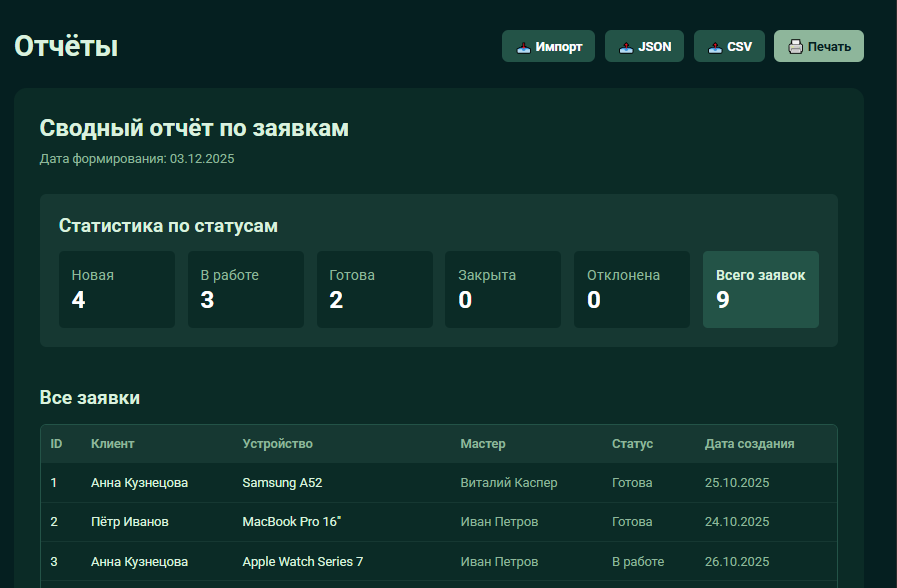 Отчёты
Импорт JSON CSV Печать
Сводный отчёт по заявкам
Дата формирования: 03.12.2025
Статистика по статусам
Новая В работе Готова Закрыта Отклонена Всего заявок
4 3 2 0 0 9
Все заявки
ID Клиент Устройство Мастер Статус Дата создания
1 Анна Кузнецова Samsung A52 Виталий Каспер Готова 25.10.2025
2 Пётр Иванов MacBook Pro 16" Иван Петров Готова 24.10.2025
3 Анна Кузнецова Apple Watch Series 7 Иван Петров В работе 26.10.2025